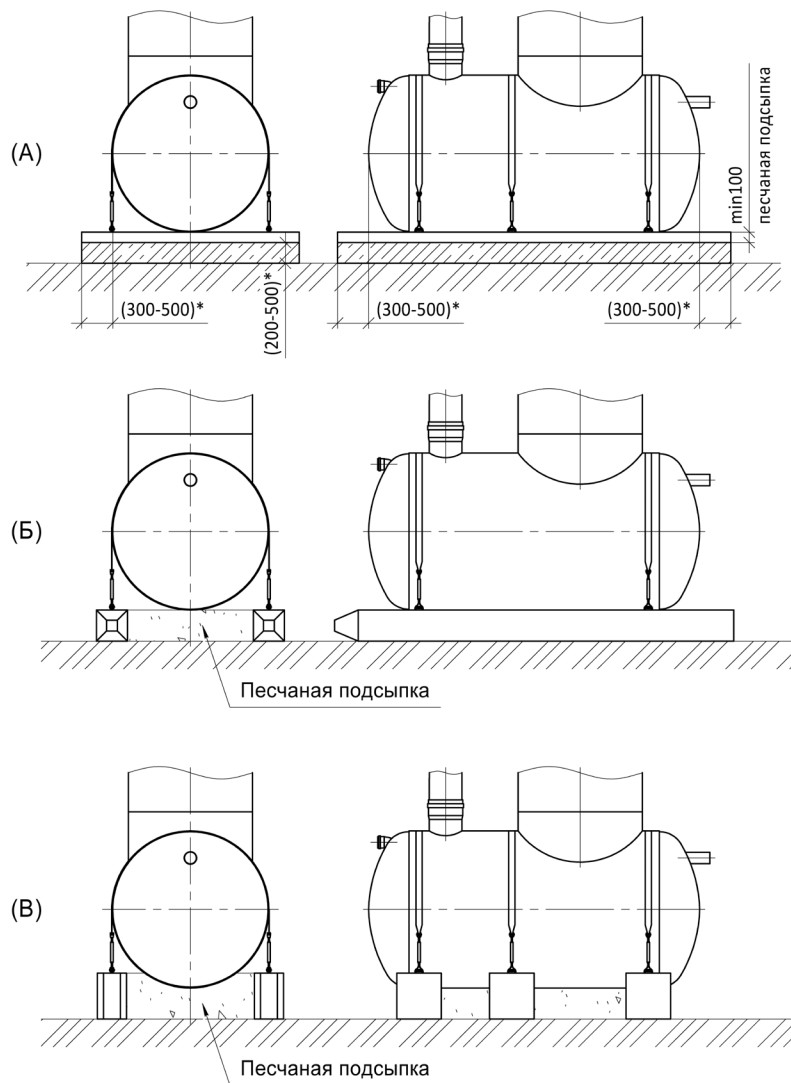 (А)
min100
песчаная подсыпка
(300-500)*
(200-500)*
(300-500)*
(300-500)*
(Б)
Песчаная подсыпка
(В)
Песчаная подсыпка